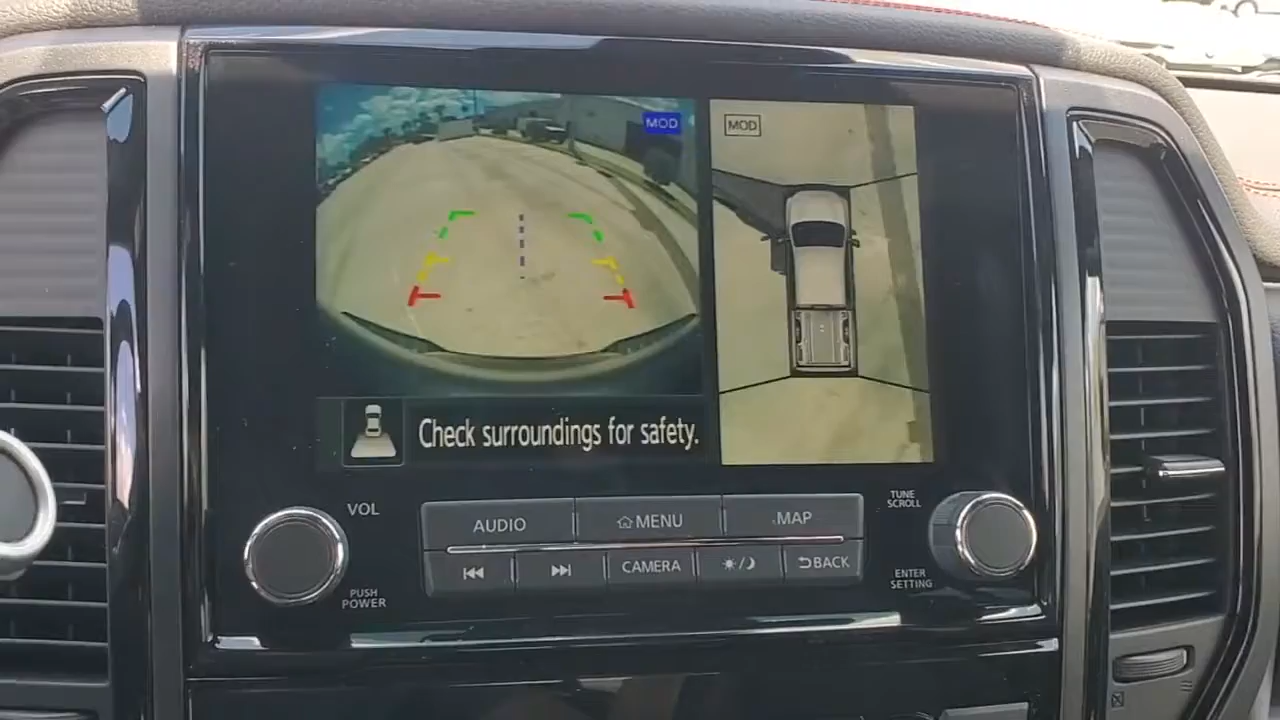 MOD
MOD
Check surroundings for safety.
VOL
PUSH
POWER
AUDIO
MENU
MAP
CAMERA
BACK
TUNE
SCROLL
ENTER
SETTING